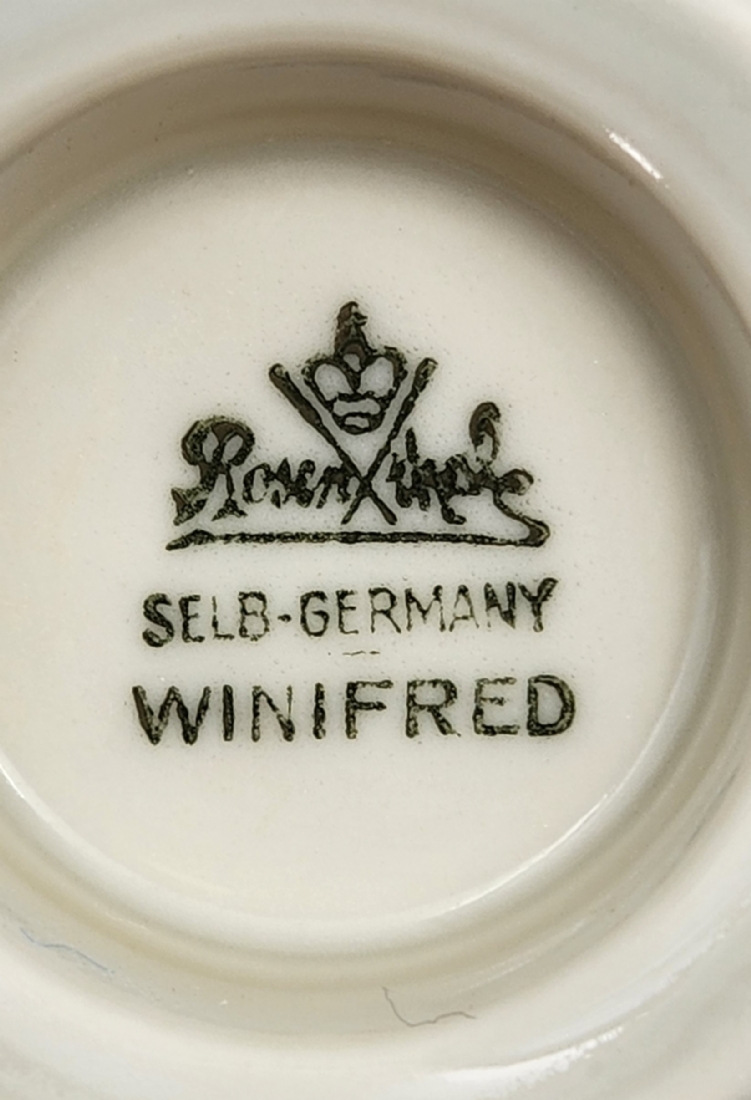 Rosenthal
SELB-GERMANY
WINIFRED